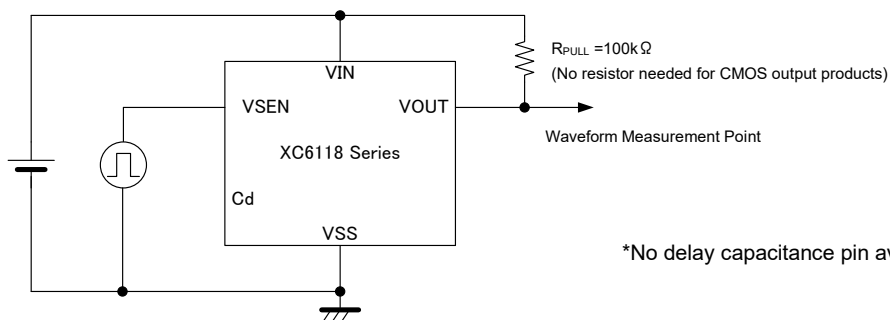 RPULL =100kΩ
(No resistor needed for CMOS output products)
VIN
VSEN
VOUT
Waveform Measurement Point
XC6118 Series
Cd
VSS
*No delay capacitance pin